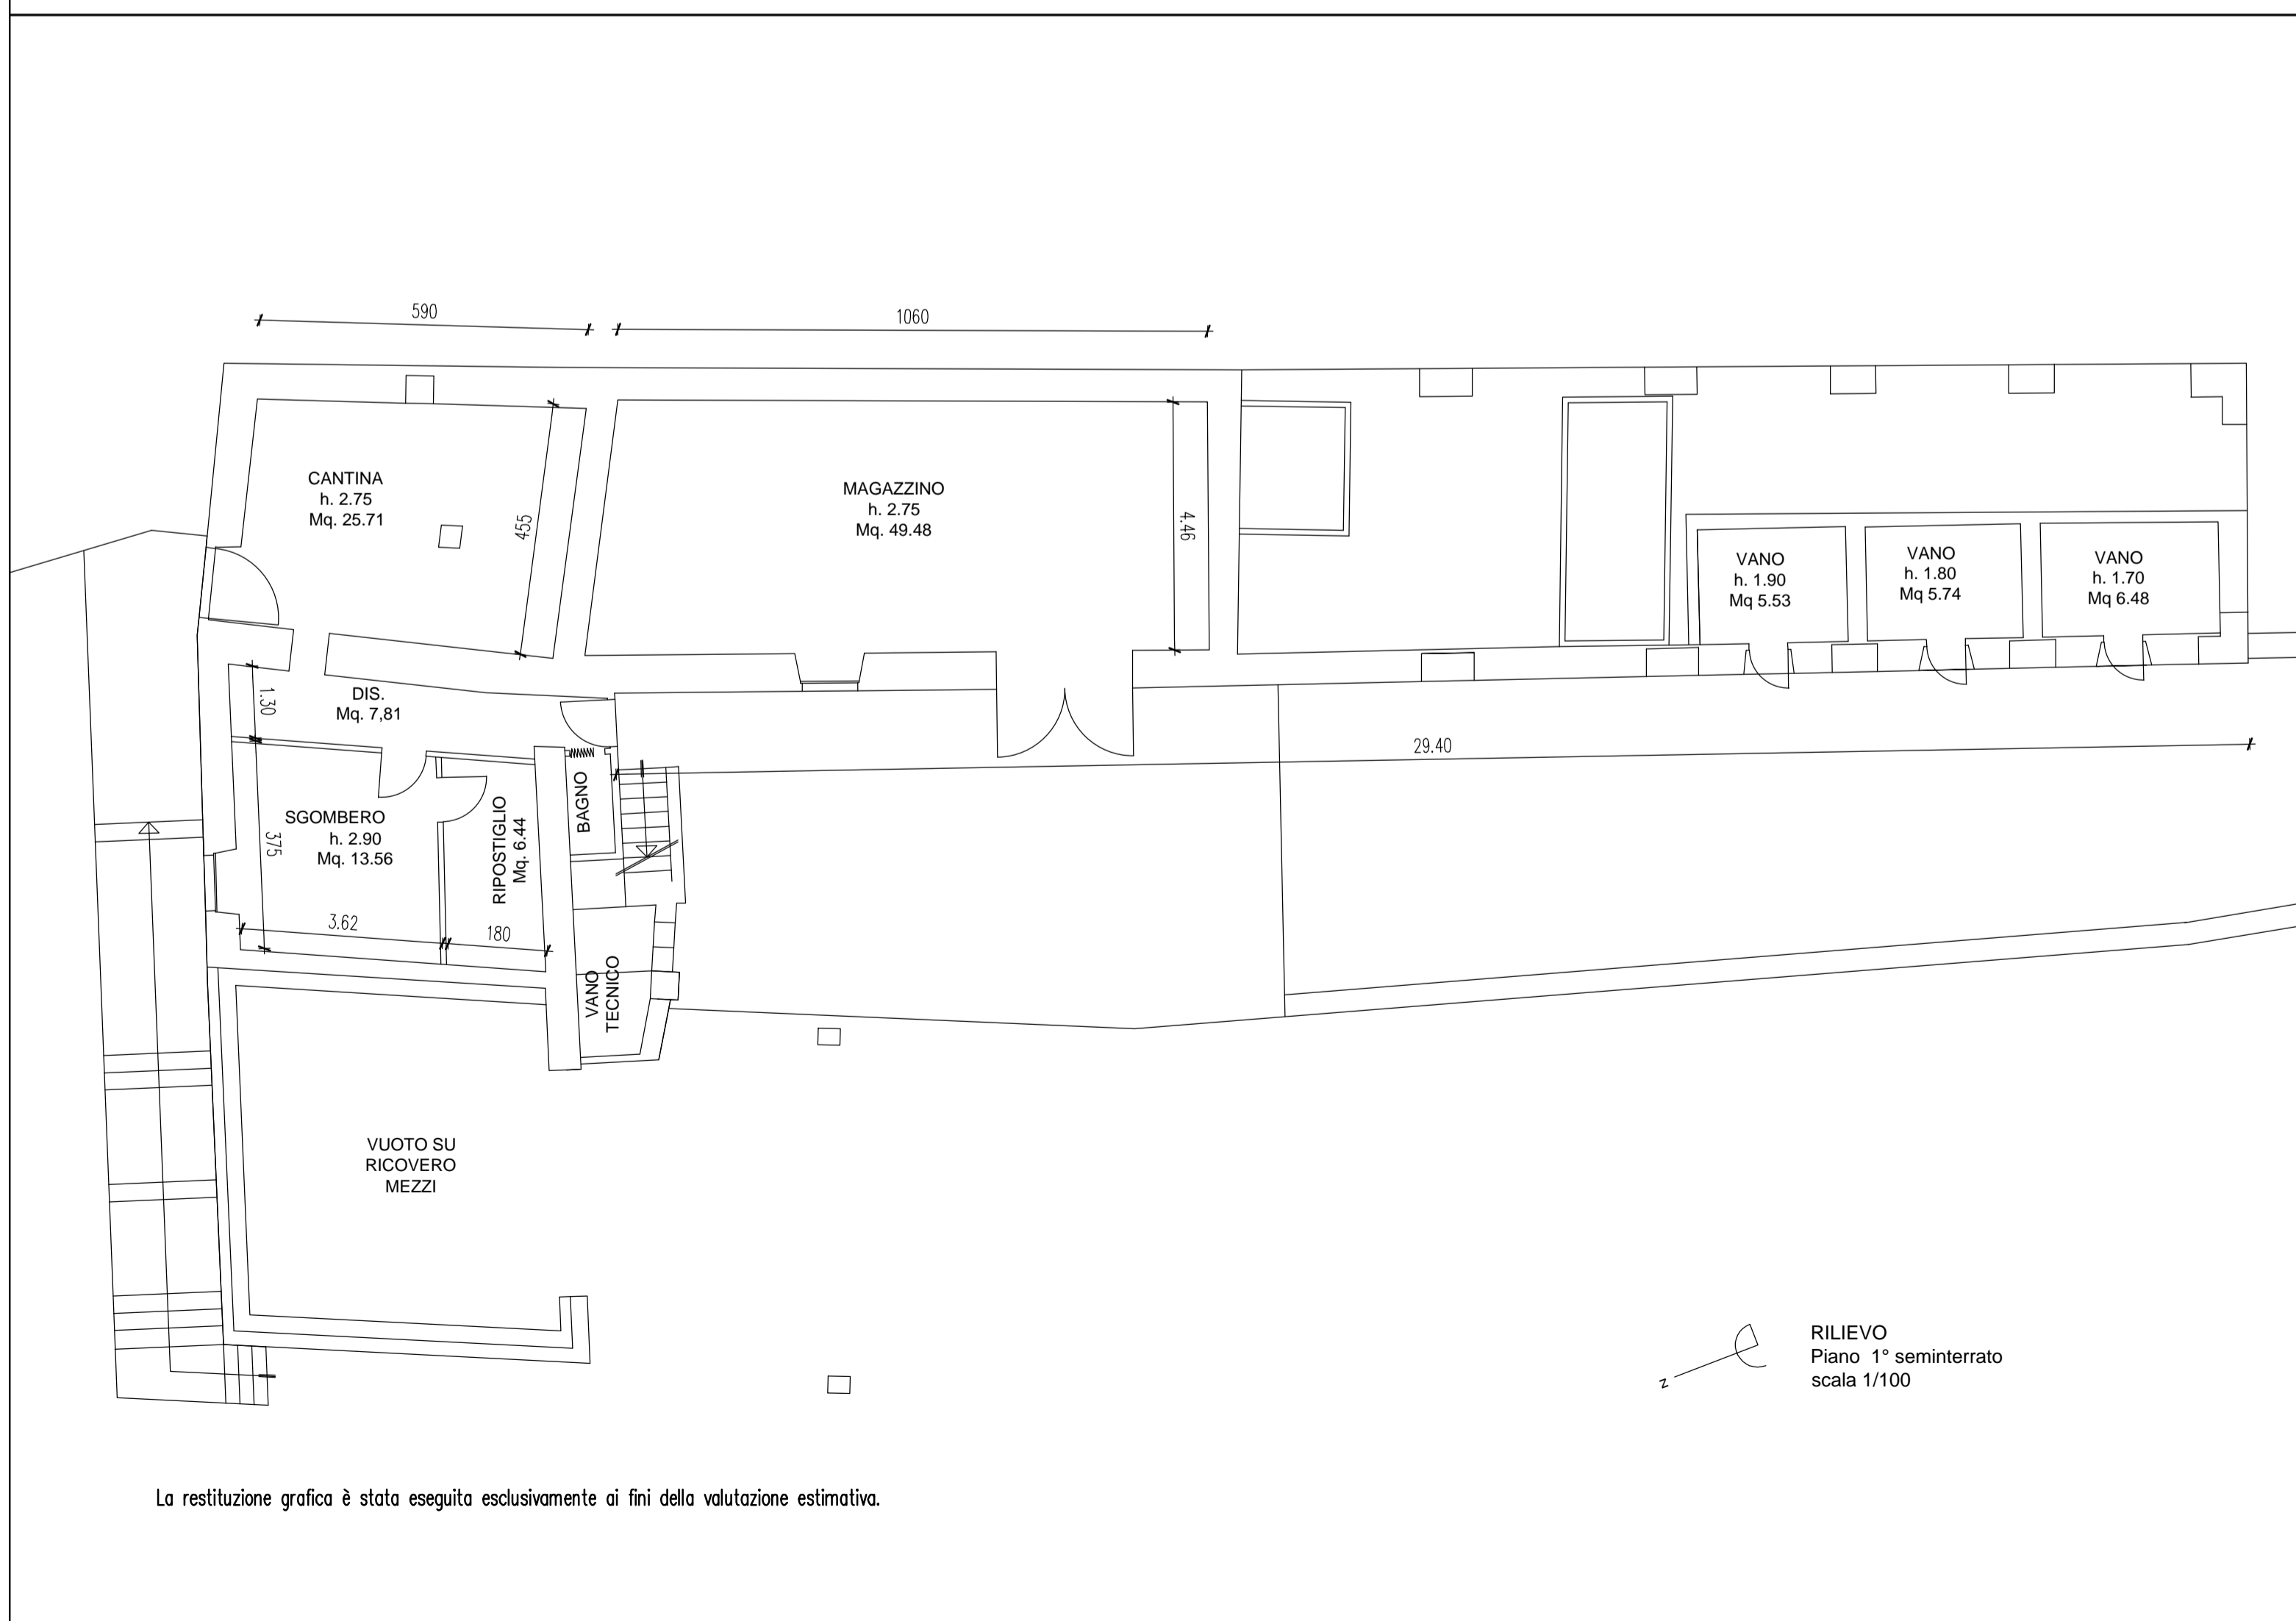 590
1060
CANTINA
h. 2.75
Mq. 25.71
455
MAGAZZINO
h. 2.75
Mq. 49.48
4.46
VANO
h. 1.90
Mq 5.53
VANO
h. 1.80
Mq 5.74
VANO
h. 1.70
Mq 6.48
1.30
DIS.
Mq. 7,81
29.40
SGOMBERO
h. 2.90
Mq. 13.56
375
RIPOSTIGLIO
Mq. 6.44
BAGNO
3.62
180
VANO
TECNICO
VUOTO SU
RICOVERO
MEZZI
z
RILIEVO
Piano 1° seminterrato
scala 1/100
La restituzione grafica è stata eseguita esclusivamente ai fini della valutazione estimativa.